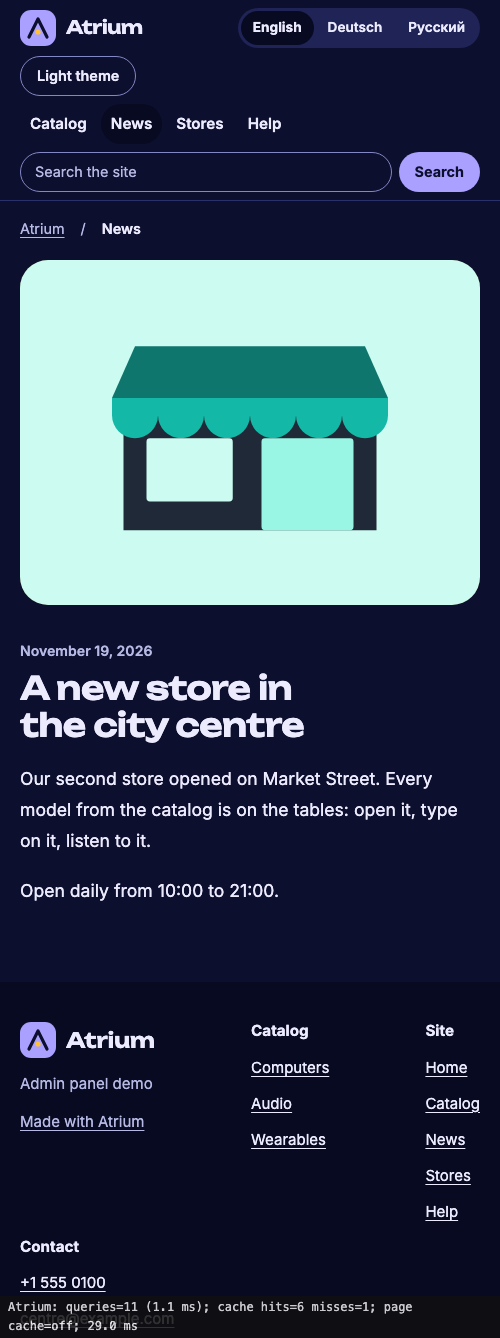 Atrium
English Deutsch Русский
Light theme
Catalog News Stores Help
Search the site Search
Atrium / News
November 19, 2026
A new store in
the city centre
Our second store opened on Market Street. Every
model from the catalog is on the tables: open it, type
on it, listen to it.
Open daily from 10:00 to 21:00.
Atrium
Admin panel demo
Made with Atrium
Catalog
Computers
Audio
Wearables
Site
Home
Catalog
News
Stores
Help
Contact
+1 555 0100
centre@example.com
Atrium: queries=11 (1.1 ms); cache hits=6 misses=1; page
cache=off; 29.0 ms